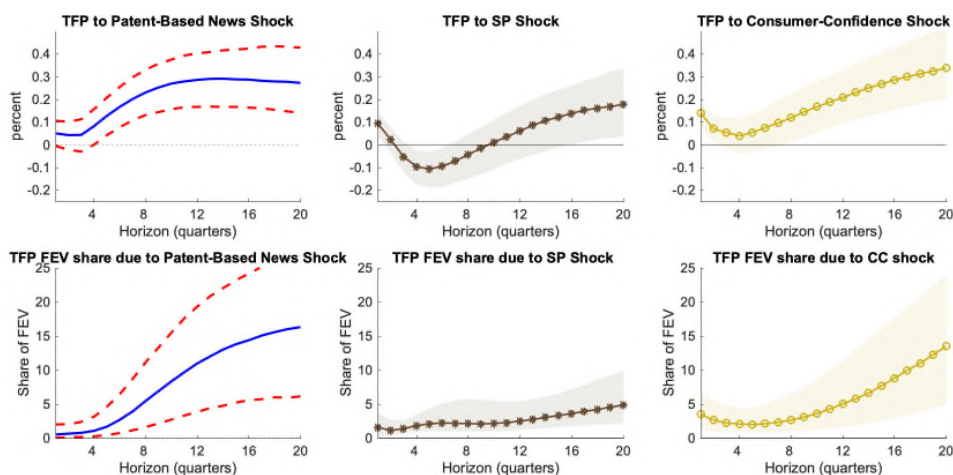 TFP to Patent-Based News Shock
percent
0.4
0.3
0.2
0.1
0
-0.1
-0.2
4 8 12 16 20
Horizon (quarters)
TFP to SP Shock
percent
0.4
0.3
0.2
0.1
0
-0.1
-0.2
4 8 12 16 20
Horizon (quarters)
TFP to Consumer-Confidence Shock
percent
0.4
0.3
0.2
0.1
0
-0.1
-0.2
4 8 12 16 20
Horizon (quarters)
TFP FEV share due to Patent-Based News Shock
Share of FEV
25
20
15
10
5
0
4 8 12 16 20
Horizon (quarters)
TFP FEV share due to SP Shock
Share of FEV
25
20
15
10
5
0
4 8 12 16 20
Horizon (quarters)
TFP FEV share due to CC shock
Share of FEV
25
20
15
10
5
0
4 8 12 16 20
Horizon (quarters)